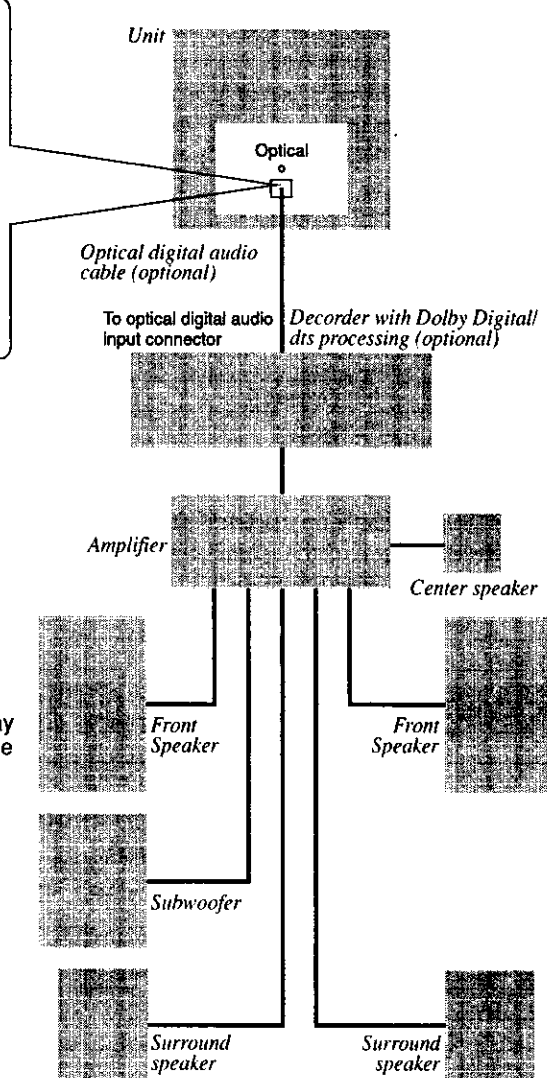 Unit
Optical
Optical digital audio
cable (optional)
To optical digital audio
input connector
Decorder with Dolby Digital/
dts processing (optional)
Amplifier
Center speaker
Front
Speaker
Front
Speaker
Subwoofer
Surround
speaker
Surround
speaker